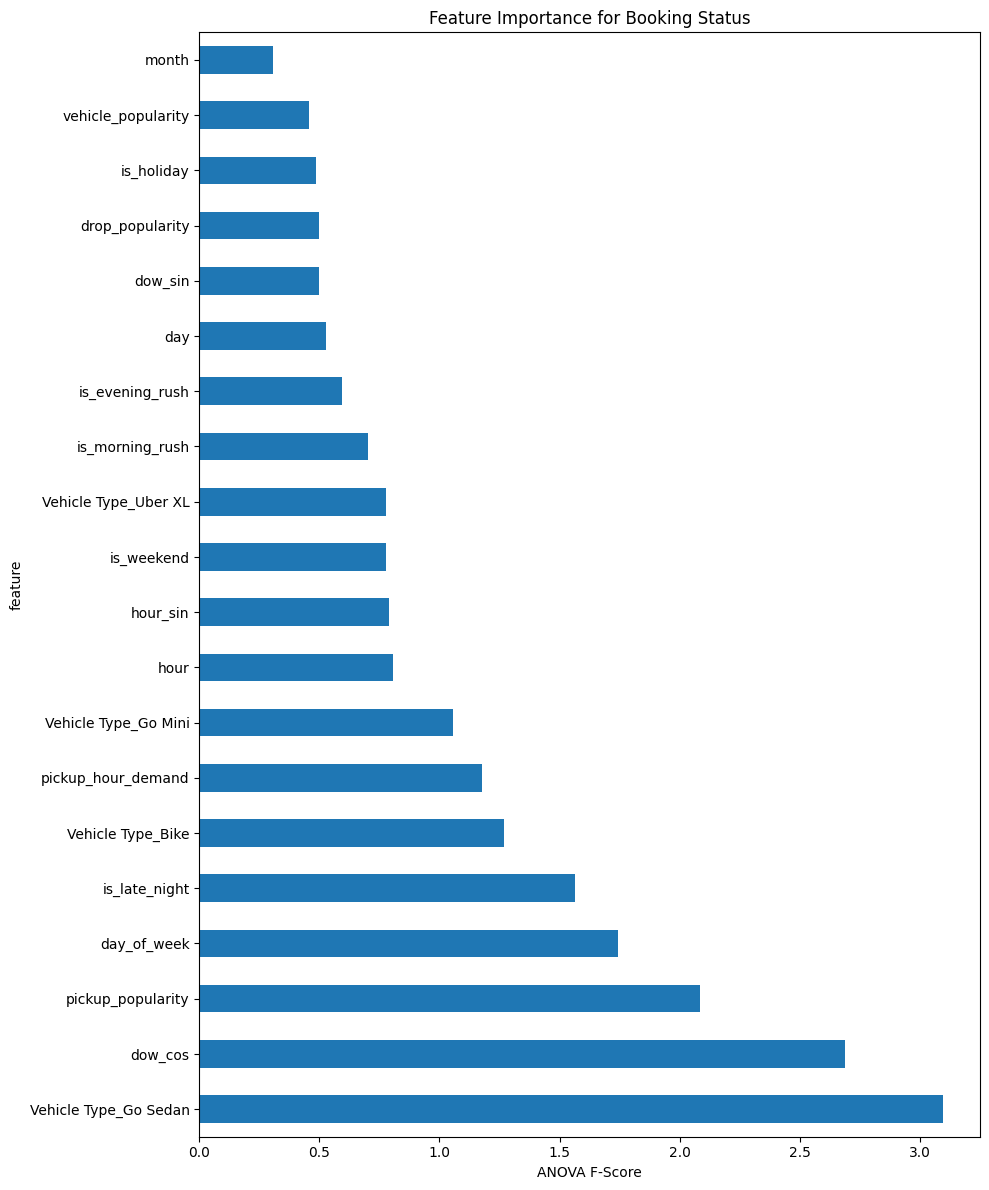 Feature Importance for Booking Status
month
vehicle_popularity
is_holiday
drop_popularity
dow_sin
day
is_evening_rush
is_morning_rush
Vehicle Type_Uber XL
is_weekend
hour_sin
hour
Vehicle Type_Go Mini
pickup_hour_demand
Vehicle Type_Bike
is_late_night
day_of_week
pickup_popularity
dow_cos
Vehicle Type_Go Sedan
feature
0.0 0.5 1.0 1.5 2.0 2.5 3.0
ANOVA F-Score